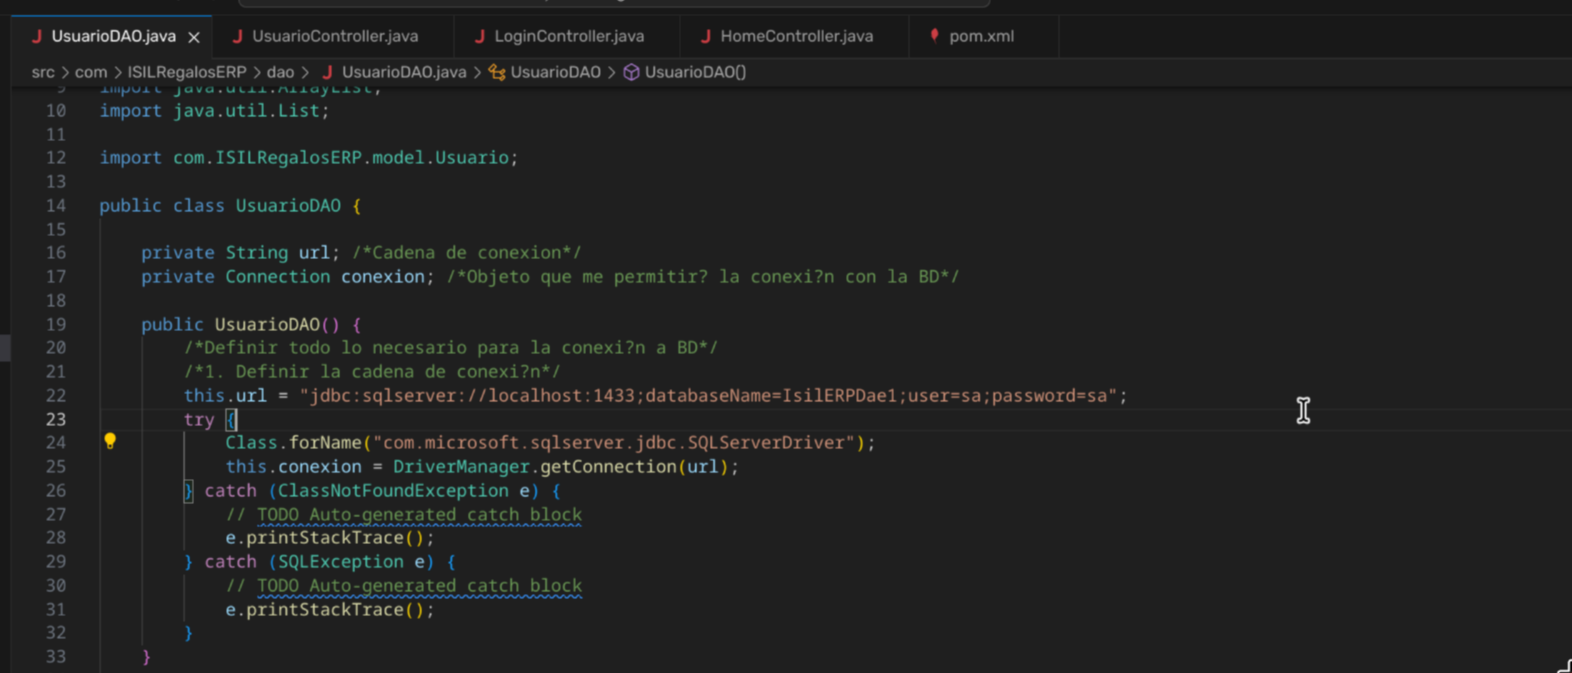 UsuarioDAO.java
UsuarioController.java
LoginController.java
HomeController.java
pom.xml
src > com > ISILRegalosERP > dao > UsuarioDAO.java > UsuarioDAO > UsuarioDAO()
9 import java.util.ArrayList;
10 import java.util.List;
11
12 import com.ISILRegalosERP.model.Usuario;
13
14 public class UsuarioDAO {
15
16 private String url; /*Cadena de conexion*/
17 private Connection conexion; /*Objeto que me permitir? la conexi?n con la BD*/
18
19 public UsuarioDAO() {
20 /*Definir todo lo necesario para la conexi?n a BD*/
21 /*1. Definir la cadena de conexi?n*/
22 this.url = "jdbc:sqlserver://localhost:1433;databaseName=IsilERPDae1;user=sa;password=sa";
23 try {
24 Class.forName("com.microsoft.sqlserver.jdbc.SQLServerDriver");
25 this.conexion = DriverManager.getConnection(url);
26 } catch (ClassNotFoundException e) {
27 // TODO Auto-generated catch block
28 e.printStackTrace();
29 } catch (SQLException e) {
30 // TODO Auto-generated catch block
31 e.printStackTrace();
32 }
33 }